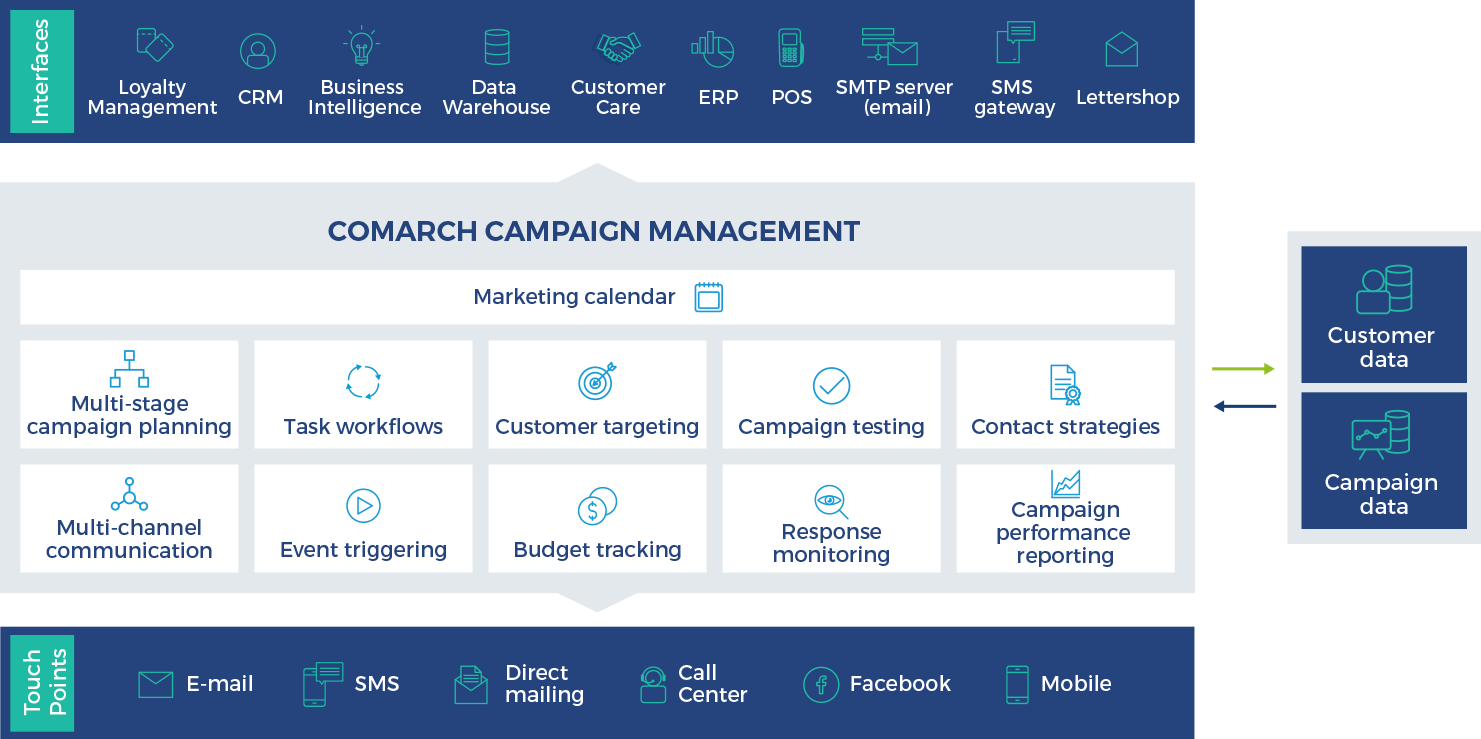 Interfaces
Loyalty
Management
CRM
Business
Intelligence
Data
Warehouse
Customer
Care
ERP
POS
SMTP server
(email)
SMS
gateway
Lettershop
COMARCH CAMPAIGN MANAGEMENT
Marketing calendar
Multi-stage
campaign planning
Task workflows
Customer targeting
Campaign testing
Contact strategies
Multi-channel
communication
Event triggering
$
Budget tracking
Response
monitoring
Campaign
performance
reporting
Customer
data
Campaign
data
Touch
Points
E-mail
SMS
Direct
mailing
Call
Center
f
Facebook
Mobile